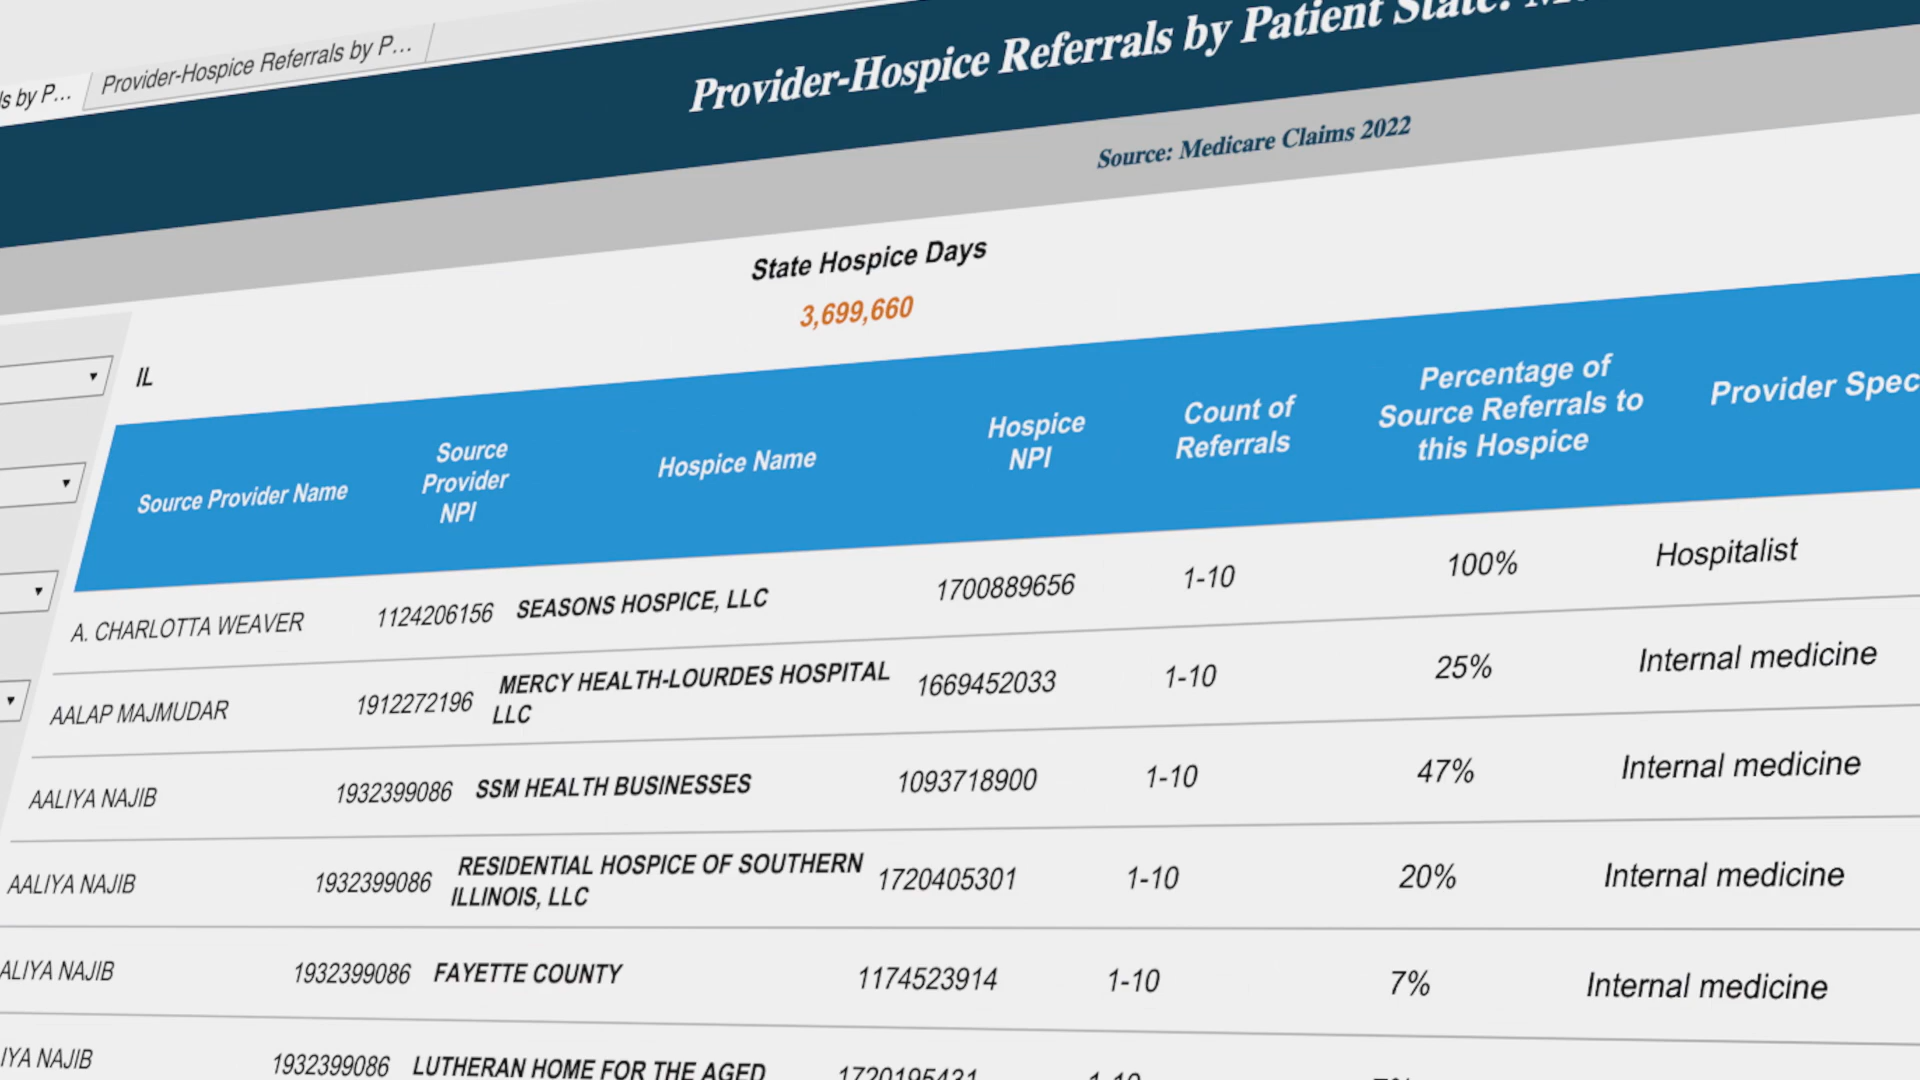 ls by P...
Provider-Hospice Referrals by P...
Provider-Hospice Referrals by Patient State:
Source: Medicare Claims 2022
State Hospice Days
3,699,660
IL
Source Provider Name
Source
Provider
NPI
Hospice Name
Hospice
NPI
Count of
Referrals
Percentage of
Source Referrals to
this Hospice
Provider Spec
A. CHARLOTTA WEAVER 1124206156 SEASONS HOSPICE, LLC 1700889656 1-10 100% Hospitalist
AALAP MAJMUDAR 1912272196 MERCY HEALTH-LOURDES HOSPITAL
LLC 1669452033 1-10 25% Internal medicine
AALIYA NAJIB 1932399086 SSM HEALTH BUSINESSES 1093718900 1-10 47% Internal medicine
AALIYA NAJIB 1932399086 RESIDENTIAL HOSPICE OF SOUTHERN
ILLINOIS, LLC 1720405301 1-10 20% Internal medicine
ALIYA NAJIB 1932399086 FAYETTE COUNTY 1174523914 1-10 7% Internal medicine
IYA NAJIB 1932399086 LUTHERAN HOME FOR THE AGED 1720195431 1-10